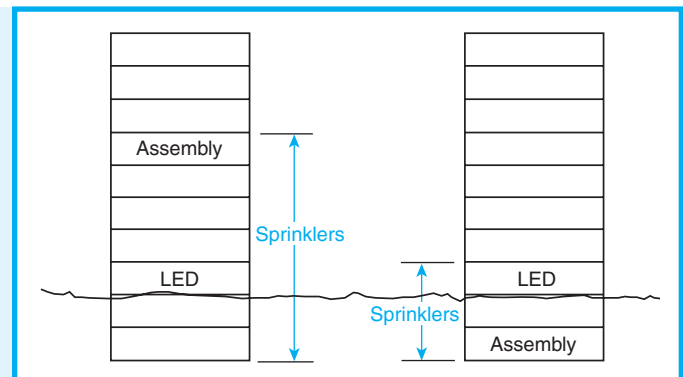 Assembly
Sprinklers
LED
LED
Sprinklers
Assembly